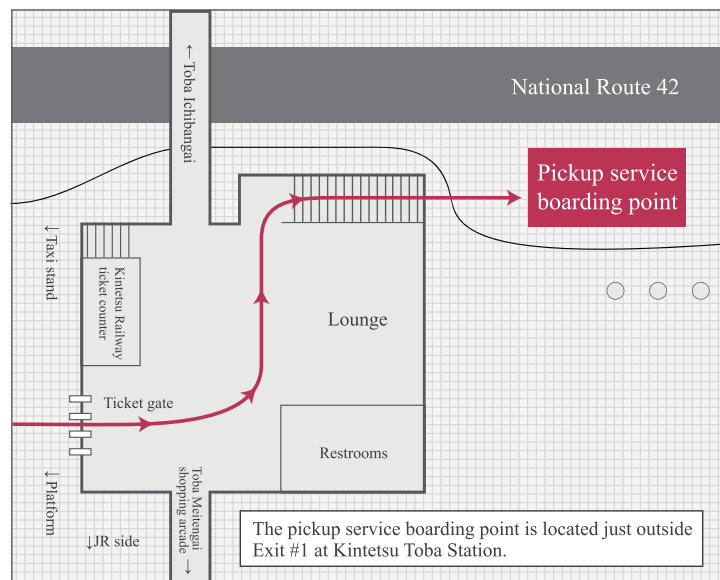 National Route 42
← Toba Ichibangai
Pickup service
boarding point
↓ Taxi stand
Kintetsu Railway
ticket counter
Lounge
Ticket gate
Restrooms
↓ Platform
Toba Meitengai
shopping arcade →
↓JR side
The pickup service boarding point is located just outside
Exit #1 at Kintetsu Toba Station.